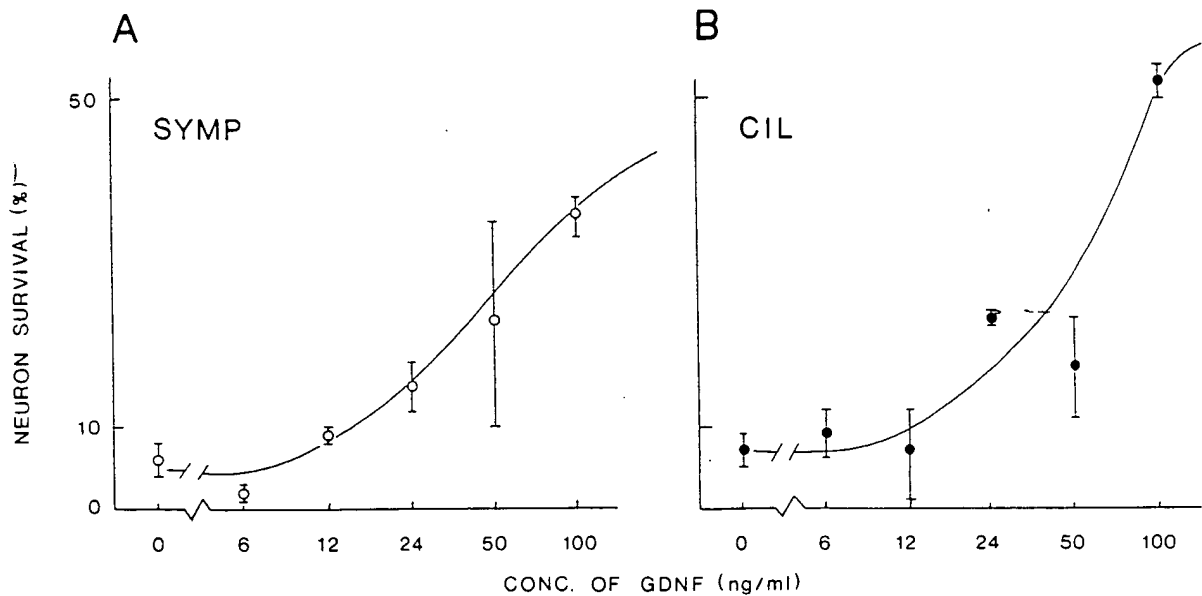 A
B
50
SYMP
CIL
NEURON SURVIVAL (%)
10
0
0 6 12 24 50 100
0 6 12 24 50 100
CONC. OF GDNF (ng/ml)